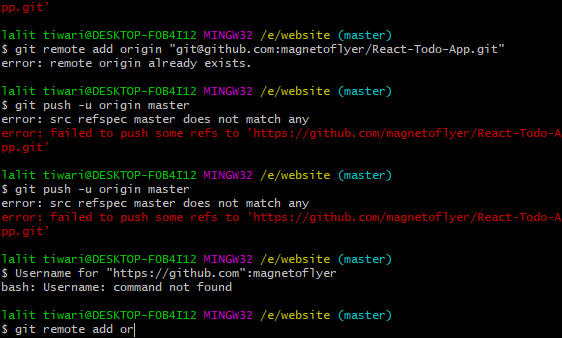 pp.git'
lalit tiwari@DESKTOP-F0B4I12 MINGW32 /e/website (master)
$ git remote add origin "git@github.com:magnetoflyer/React-Todo-App.git"
error: remote origin already exists.
lalit tiwari@DESKTOP-F0B4I12 MINGW32 /e/website (master)
$ git push -u origin master
error: src refspec master does not match any
error: failed to push some refs to 'https://github.com/magnetoflyer/React-Todo-A
pp.git'
lalit tiwari@DESKTOP-F0B4I12 MINGW32 /e/website (master)
$ git push -u origin master
error: src refspec master does not match any
error: failed to push some refs to 'https://github.com/magnetoflyer/React-Todo-A
pp.git'
lalit tiwari@DESKTOP-F0B4I12 MINGW32 /e/website (master)
$ Username for "https://github.com":magnetoflyer
bash: Username: command not found
lalit tiwari@DESKTOP-F0B4I12 MINGW32 /e/website (master)
$ git remote add or